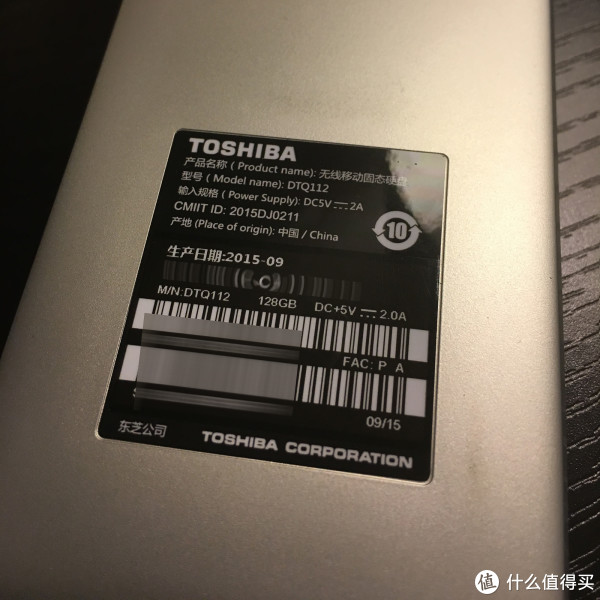 TOSHIBA
产品名称 ( Product name): 无线移动固态硬盘
型号( Model name): DTQ112
输入规格 ( Power Supply): DC5V⎓2A
CMIIT ID: 2015DJ0211
产地 (Place of origin): 中国 / China
10
生产日期:2015-09
M/N:DTQ112 128GB DC+5V⎓2.0A
FAC: P A
09/15
东芝公司 TOSHIBA CORPORATION
值 什么值得买